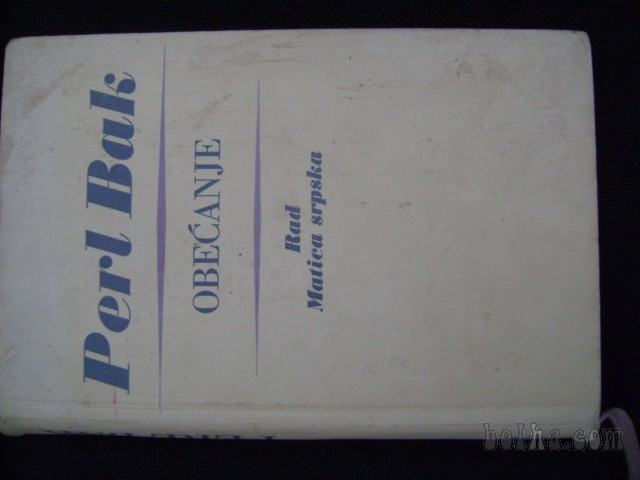 Perl Bak
OBEĆANJE
Rad
Matica srpska
bolha.com